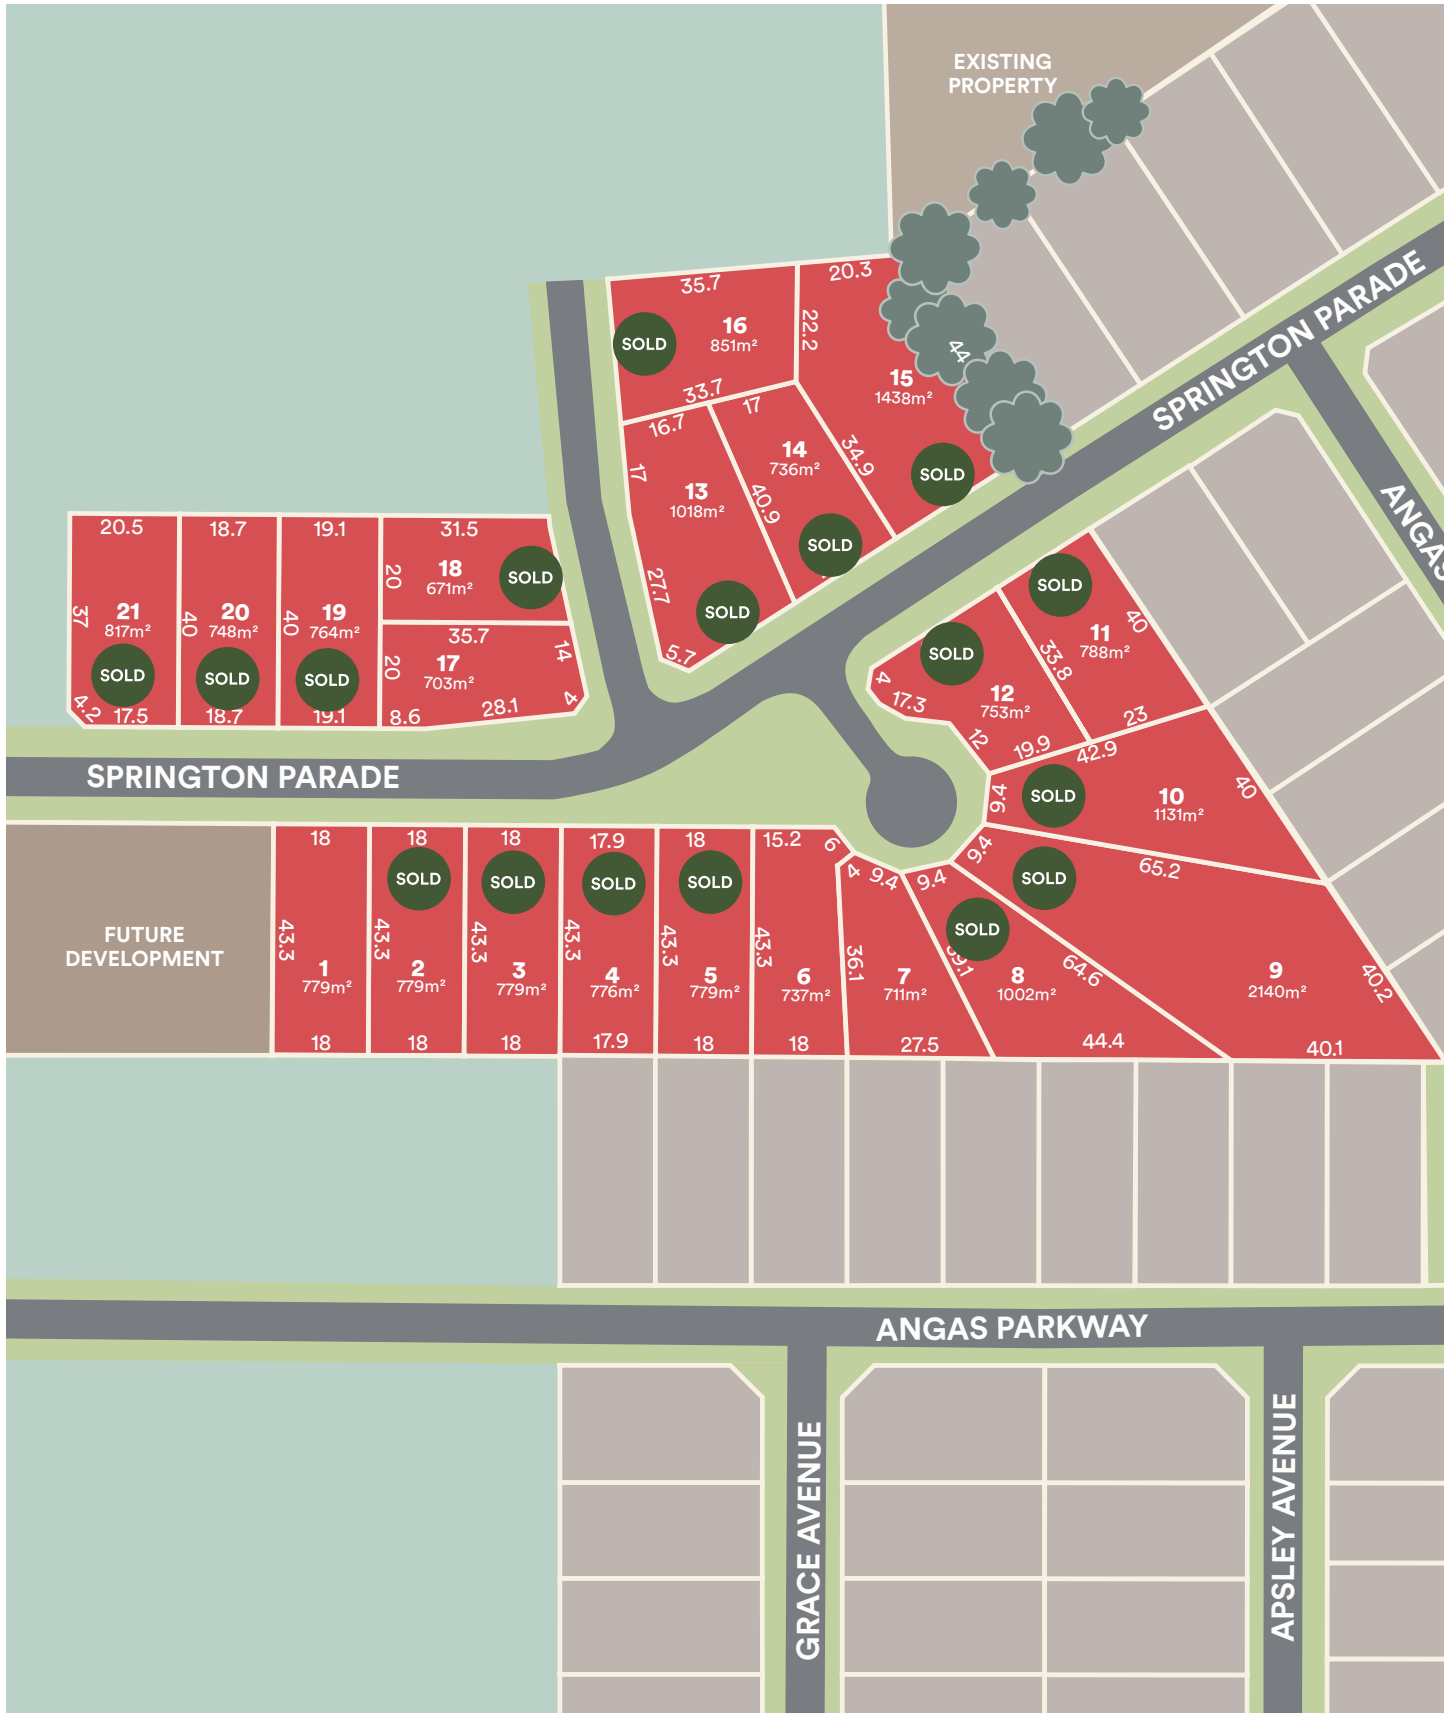 EXISTING
PROPERTY
35.7
20.3
16
851m²
SOLD
22.2
33.7
44
15
1438m²
SOLD
16.7
17
17
14
736m²
34.9
40.9
SOLD
13
1018m²
27.7
SOLD
5.7
SPRINGTON PARADE
ANGAS
20.5
18.7
19.1
31.5
37
21
817m²
SOLD
4.2
17.5
40
20
748m²
SOLD
18.7
40
19
764m²
SOLD
19.1
20
18
671m²
SOLD
35.7
20
17
703m²
14
4
8.6
28.1
SOLD
11
788m²
40
33.8
23
SOLD
12
753m²
4
17.3
12
19.9
42.9
9.4
SOLD
10
1131m²
40
65.2
SPRINGTON PARADE
FUTURE
DEVELOPMENT
18
43.3
1
779m²
18
18
SOLD
43.3
2
779m²
18
18
SOLD
43.3
3
779m²
18
17.9
SOLD
43.3
4
776m²
17.9
18
SOLD
43.3
5
779m²
18
15.2
6
43.3
6
737m²
18
4
9.4
36.1
7
711m²
27.5
9.4
SOLD
8
1002m²
64.6
44.4
9.4
SOLD
9
2140m²
40.2
40.1
ANGAS PARKWAY
GRACE AVENUE
APSLEY AVENUE